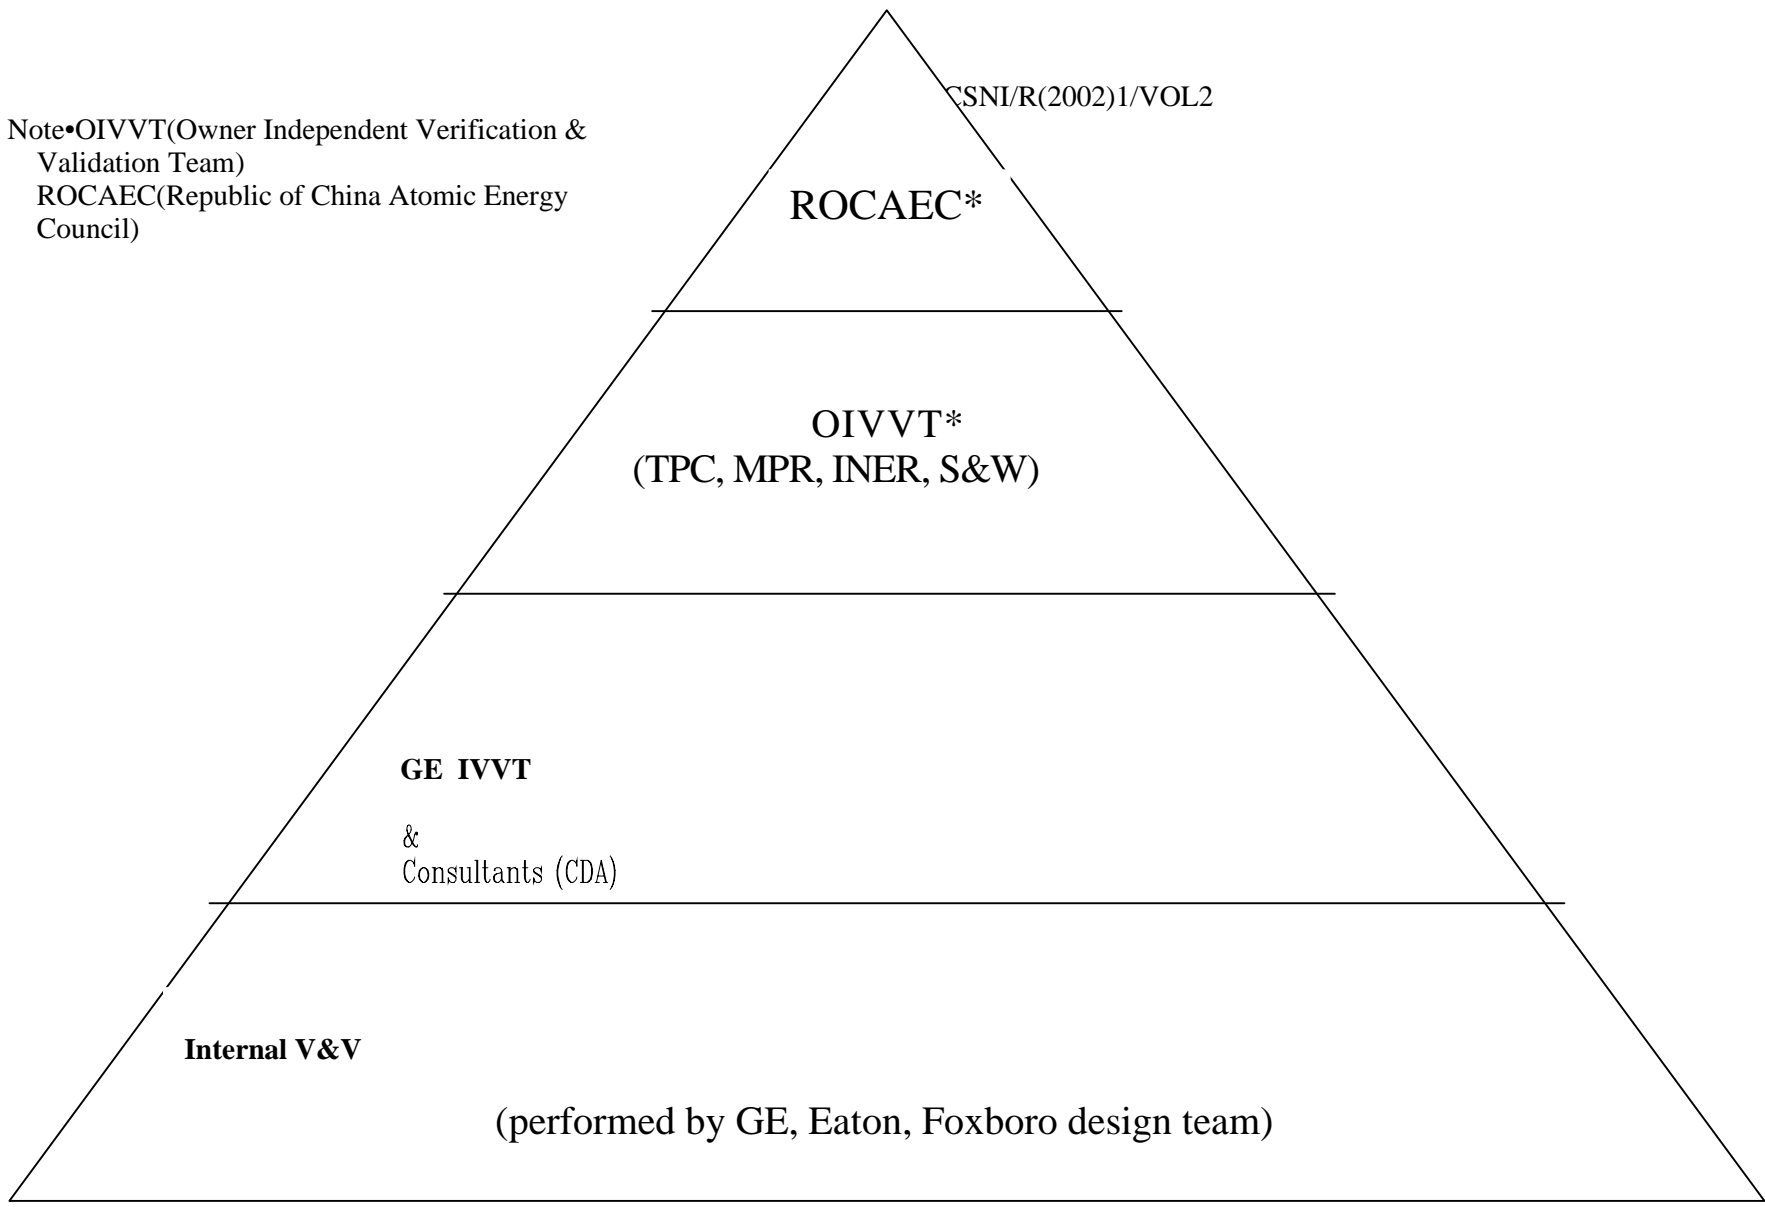 CSNI/R(2002)1/VOL2
Note•OIVVT(Owner Independent Verification &
Validation Team)
ROCAEC(Republic of China Atomic Energy
Council)
ROCAEC*
OIVVT*
(TPC, MPR, INER, S&W)
GE IVVT
&
Consultants (CDA)
Internal V&V
(performed by GE, Eaton, Foxboro design team)